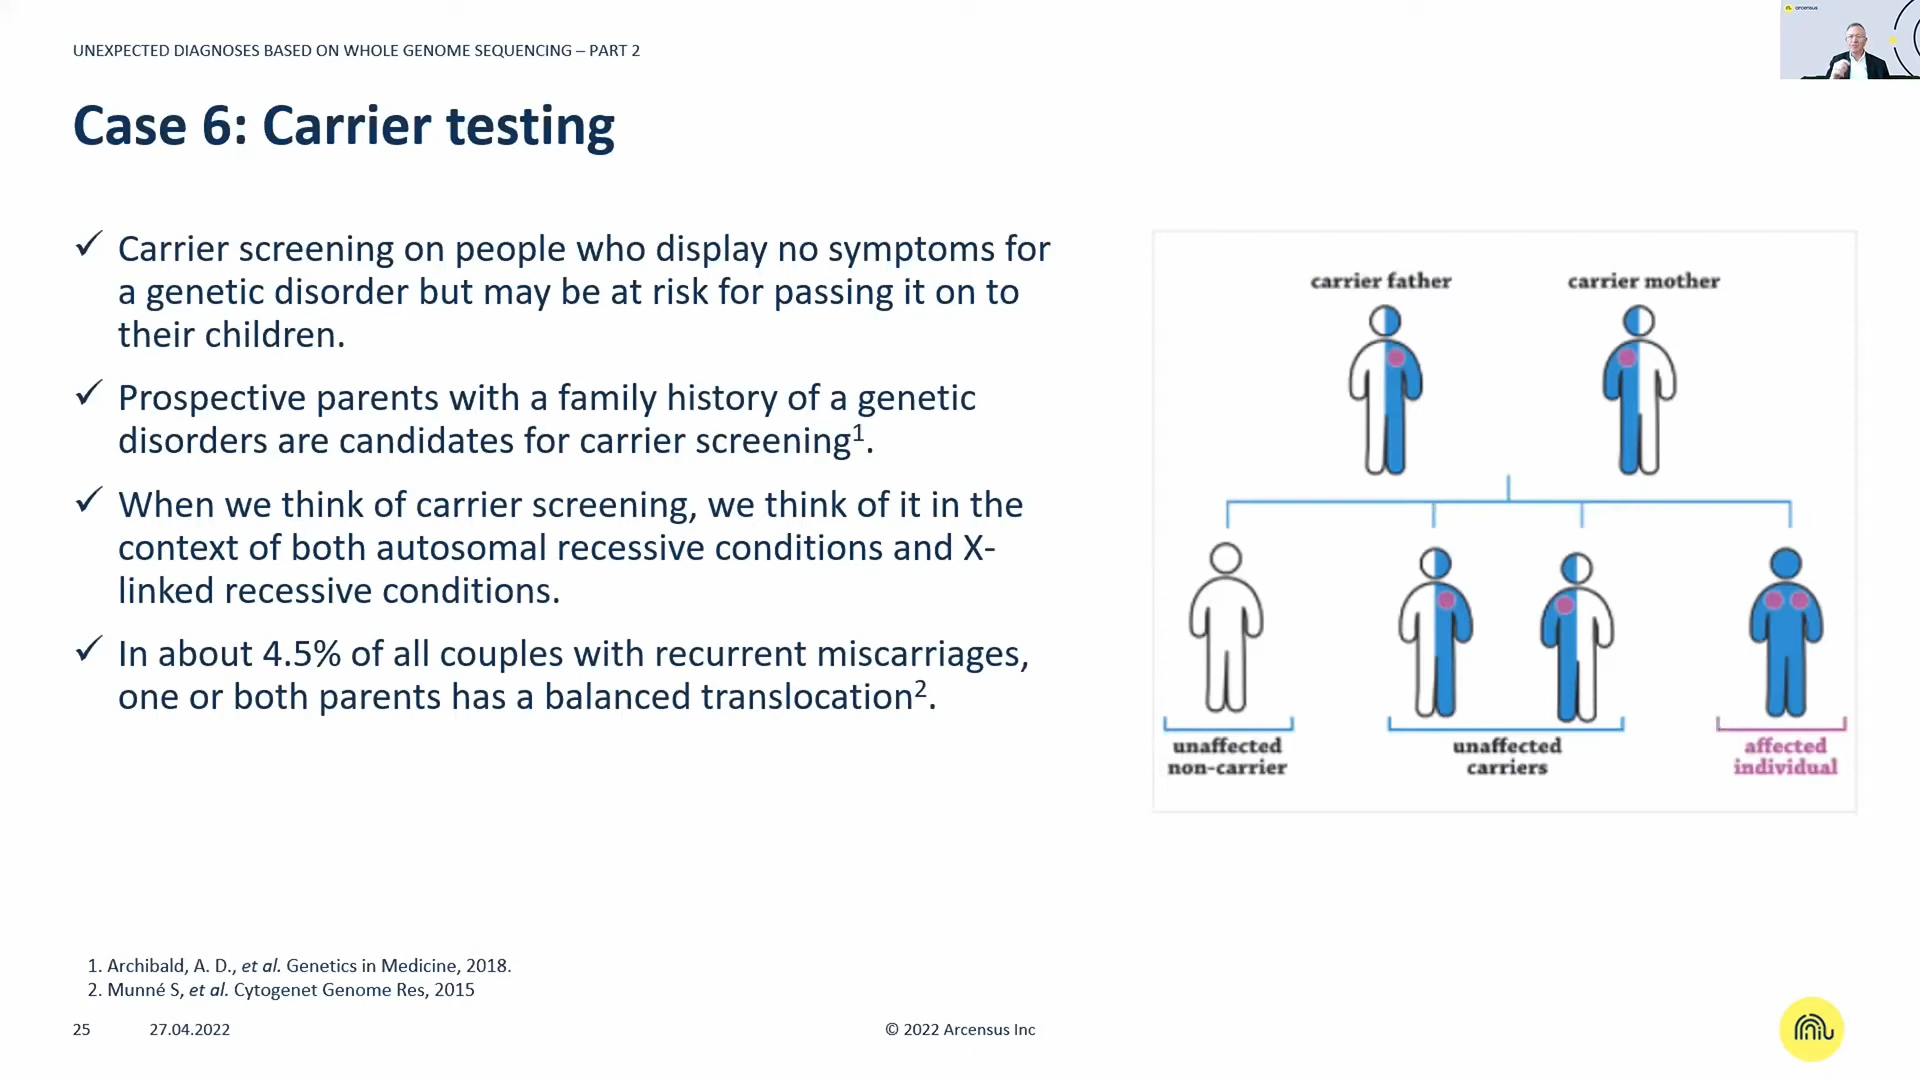 UNEXPECTED DIAGNOSES BASED ON WHOLE GENOME SEQUENCING – PART 2
arcensus
Case 6: Carrier testing
✓ Carrier screening on people who display no symptoms for
a genetic disorder but may be at risk for passing it on to
their children.
✓ Prospective parents with a family history of a genetic
disorders are candidates for carrier screening¹.
✓ When we think of carrier screening, we think of it in the
context of both autosomal recessive conditions and X-
linked recessive conditions.
✓ In about 4.5% of all couples with recurrent miscarriages,
one or both parents has a balanced translocation².
carrier father
carrier mother
unaffected
non-carrier
unaffected
carriers
affected
individual
1. Archibald, A. D., et al. Genetics in Medicine, 2018.
2. Munné S, et al. Cytogenet Genome Res, 2015
25
27.04.2022
© 2022 Arcensus Inc